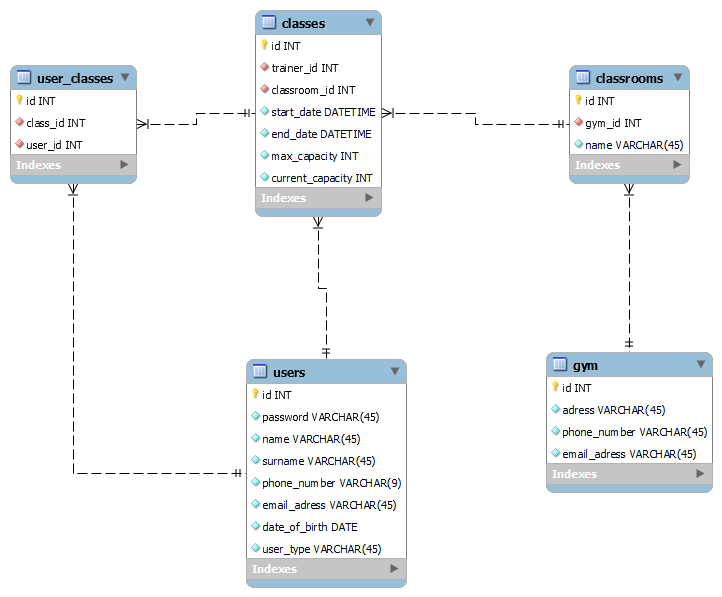 classes
id INT
trainer_id INT
classroom_id INT
start_date DATETIME
end_date DATETIME
max_capacity INT
current_capacity INT
Indexes
user_classes
id INT
class_id INT
user_id INT
Indexes
classrooms
id INT
gym_id INT
name VARCHAR(45)
Indexes
users
id INT
password VARCHAR(45)
name VARCHAR(45)
surname VARCHAR(45)
phone_number VARCHAR(9)
email_adress VARCHAR(45)
date_of_birth DATE
user_type VARCHAR(45)
Indexes
gym
id INT
adress VARCHAR(45)
phone_number VARCHAR(45)
email_adress VARCHAR(45)
Indexes